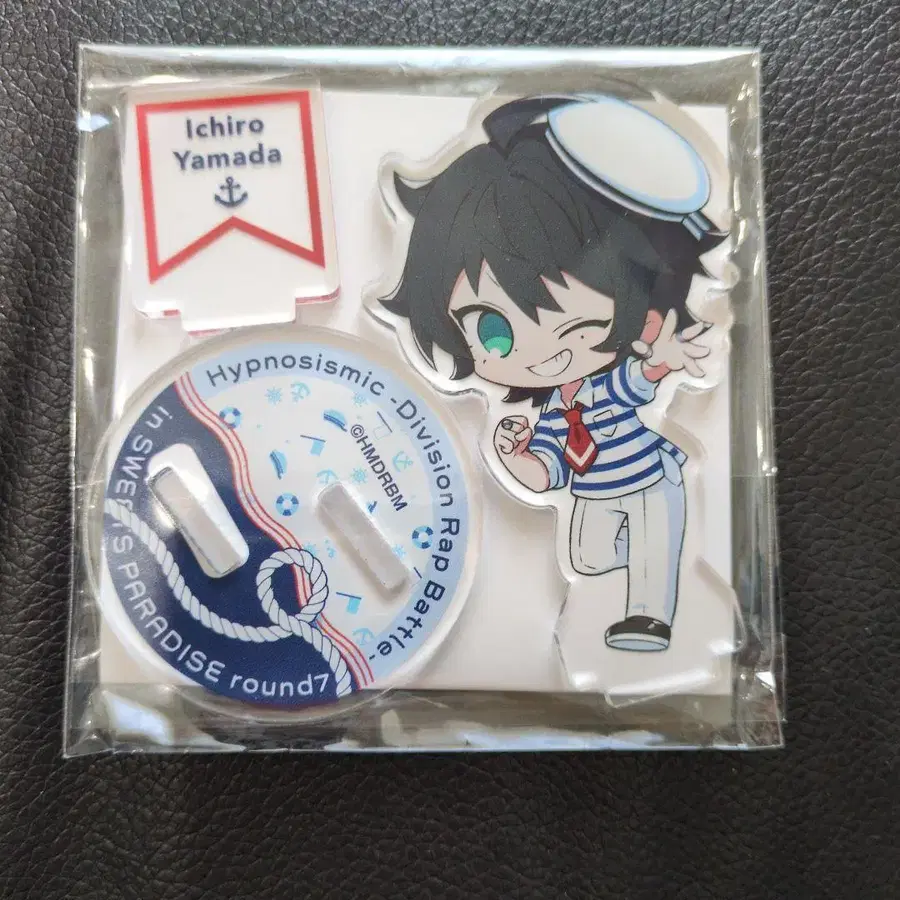 Ichiro
Yamada
Hypnosismic -Division Rap Battle-
©HMDRBM
in SWEETS PARADISE round7